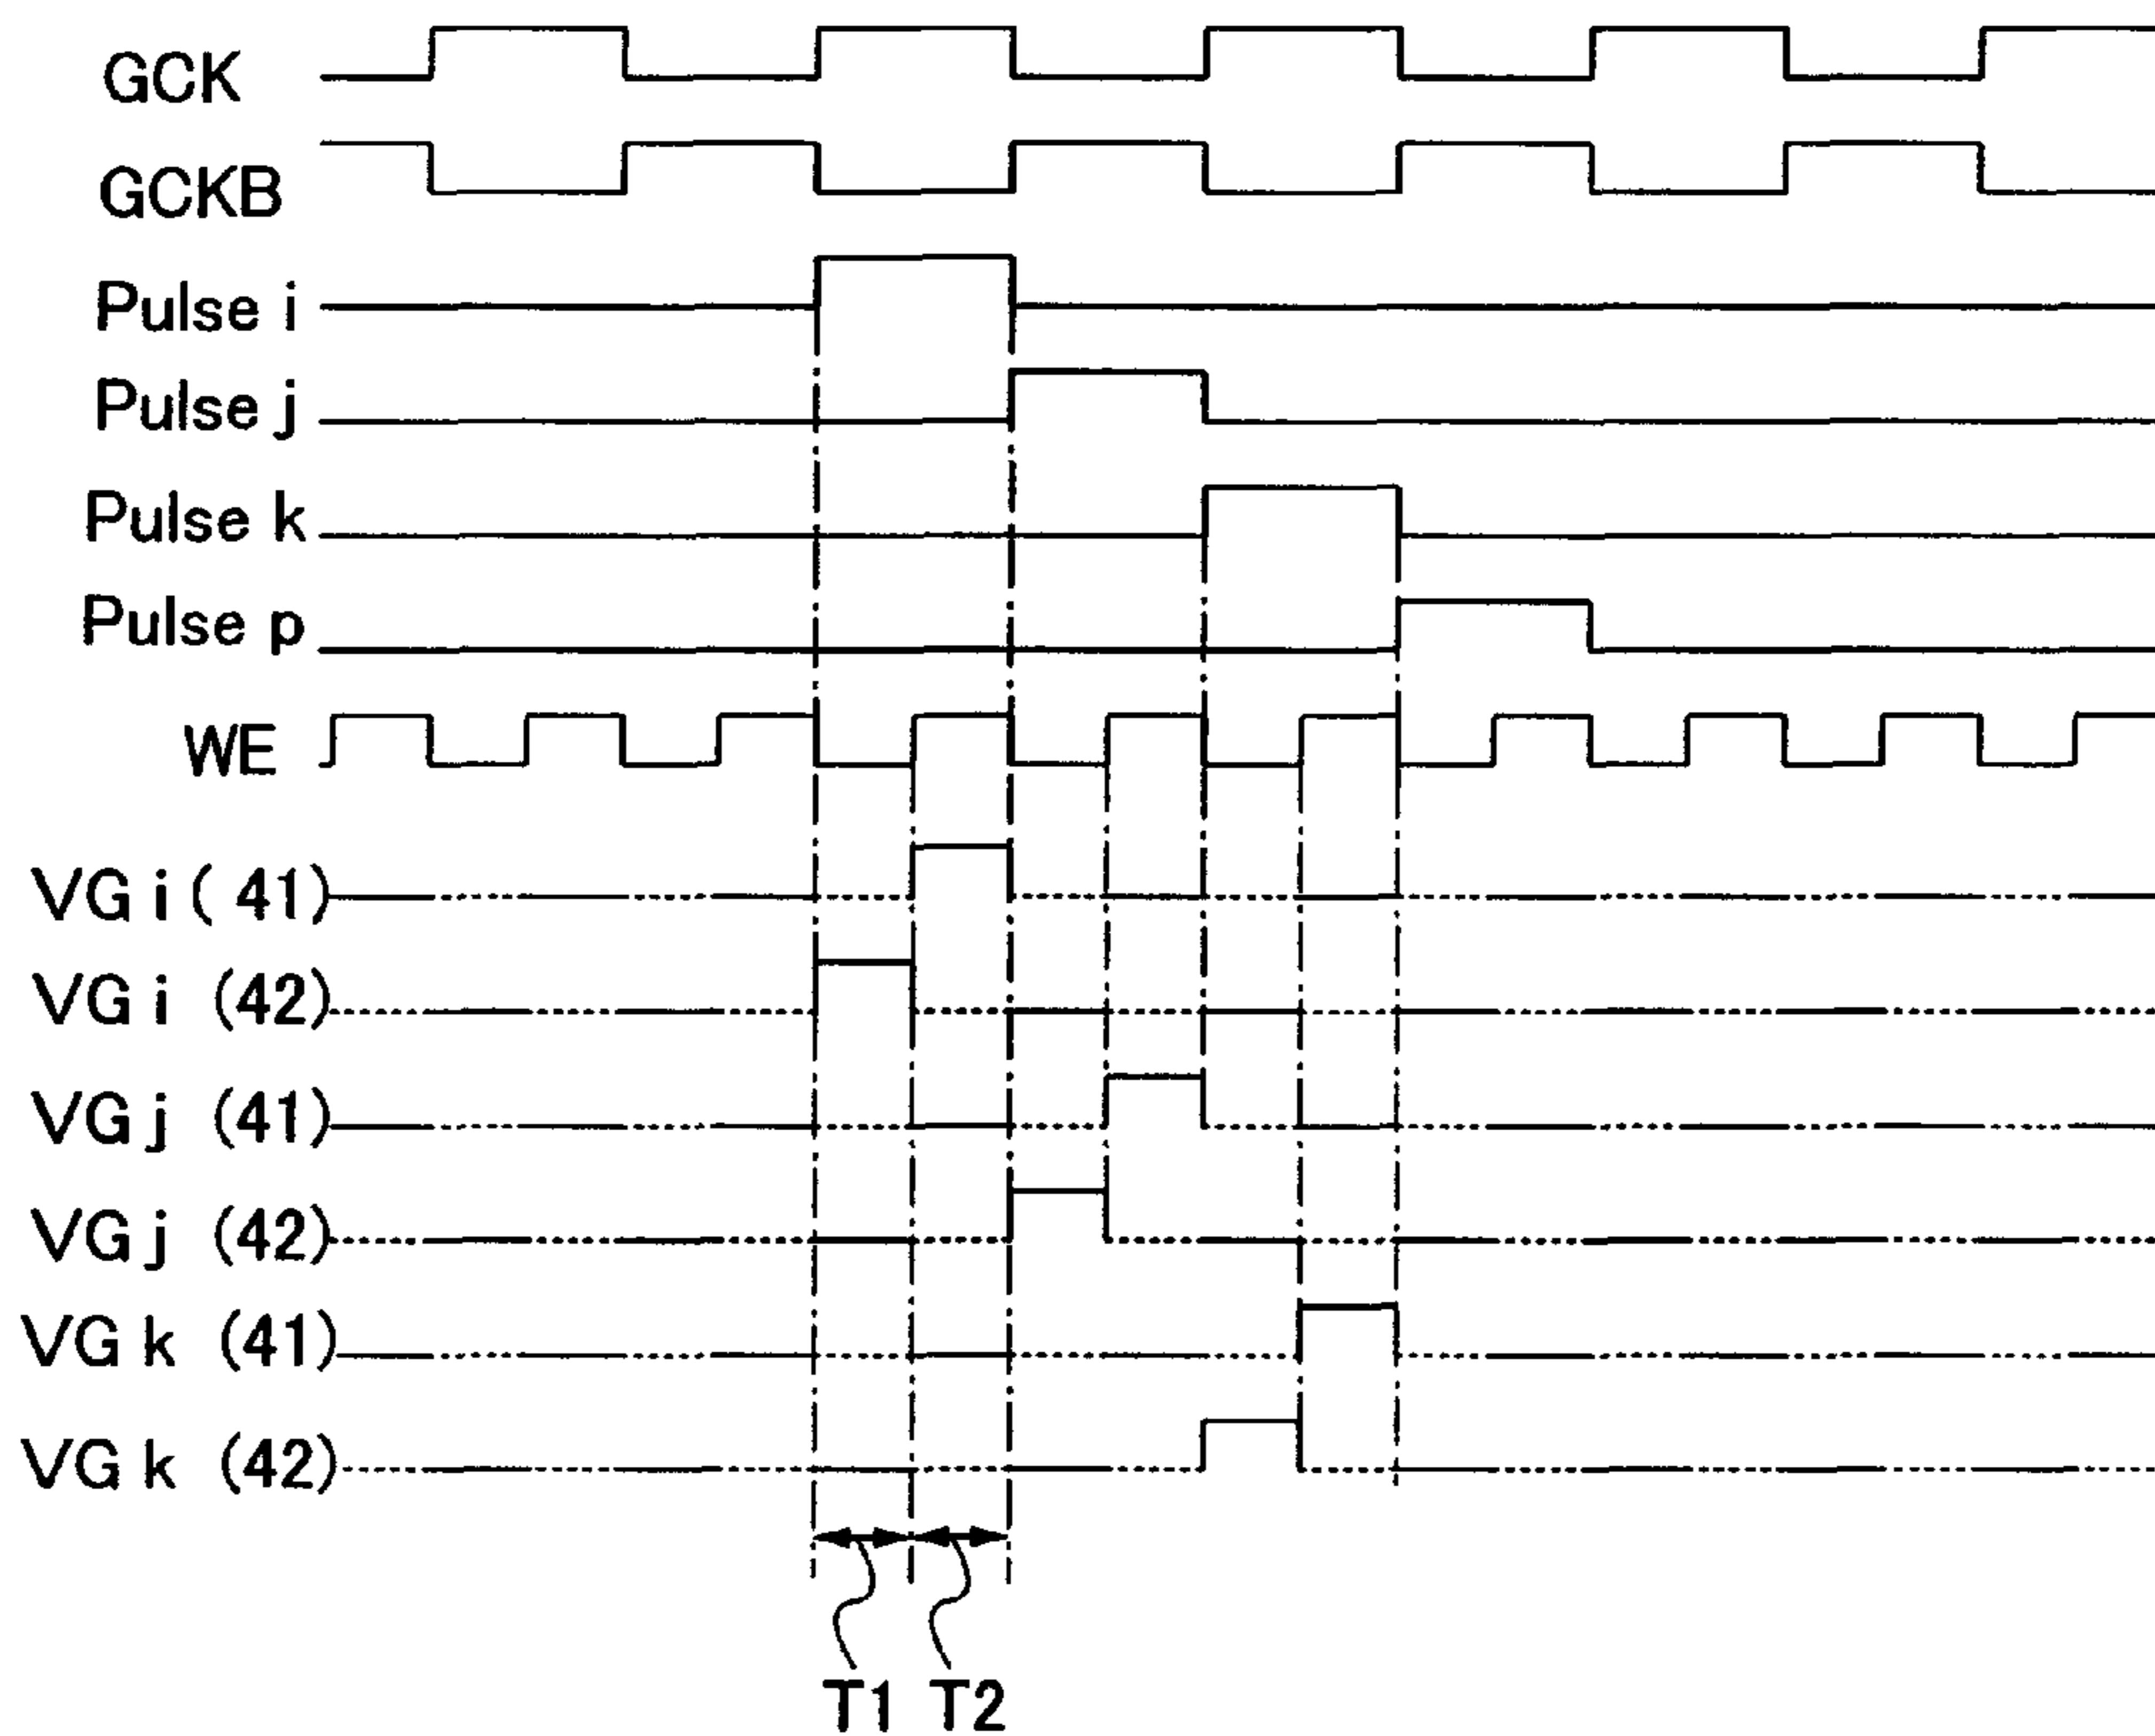 GCK
GCKB
Pulse i
Pulse j
Pulse k
Pulse p
WE
VG i (41)
VG i (42)
VG j (41)
VG j (42)
VG k (41)
VG k (42)
T1 T2